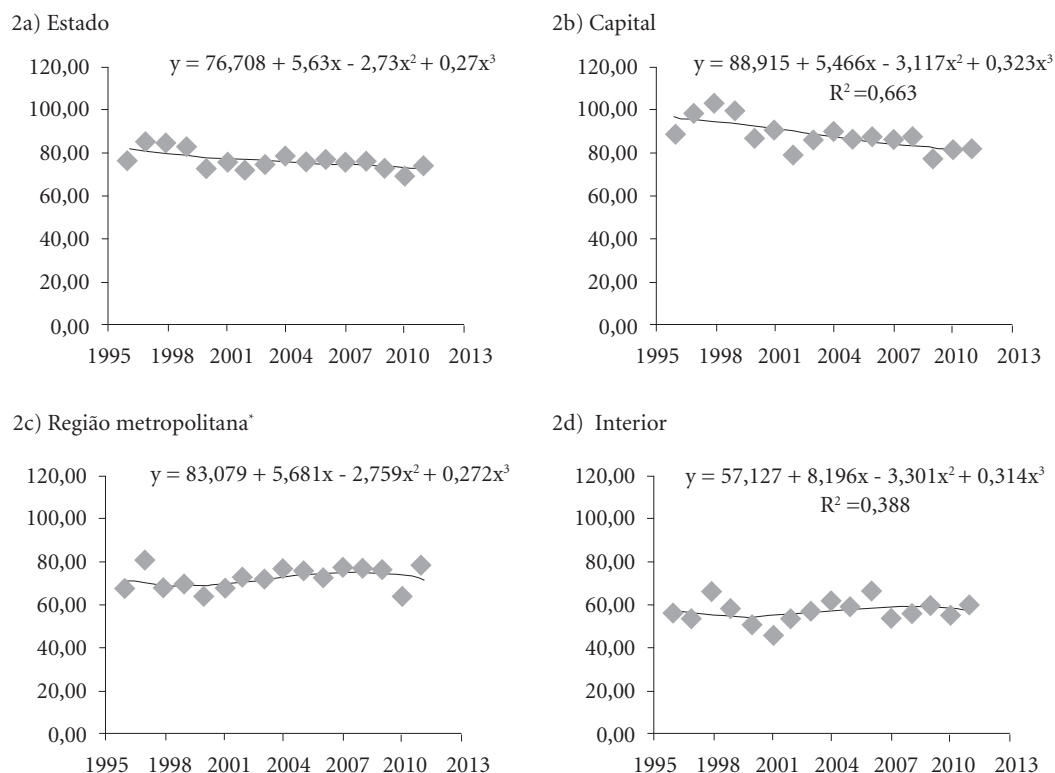 2a) Estado
y = 76,708 + 5,63x - 2,73x² + 0,27x³
120,00
100,00
80,00
60,00
40,00
20,00
0,00
1995 1998 2001 2004 2007 2010 2013
2b) Capital
y = 88,915 + 5,466x - 3,117x² + 0,323x³
R² =0,663
120,00
100,00
80,00
60,00
40,00
20,00
0,00
1995 1998 2001 2004 2007 2010 2013
2c) Região metropolitana*
y = 83,079 + 5,681x - 2,759x² + 0,272x³
120,00
100,00
80,00
60,00
40,00
20,00
0,00
1995 1998 2001 2004 2007 2010 2013
2d) Interior
y = 57,127 + 8,196x - 3,301x² + 0,314x³
R² =0,388
120,00
100,00
80,00
60,00
40,00
20,00
0,00
1995 1998 2001 2004 2007 2010 2013